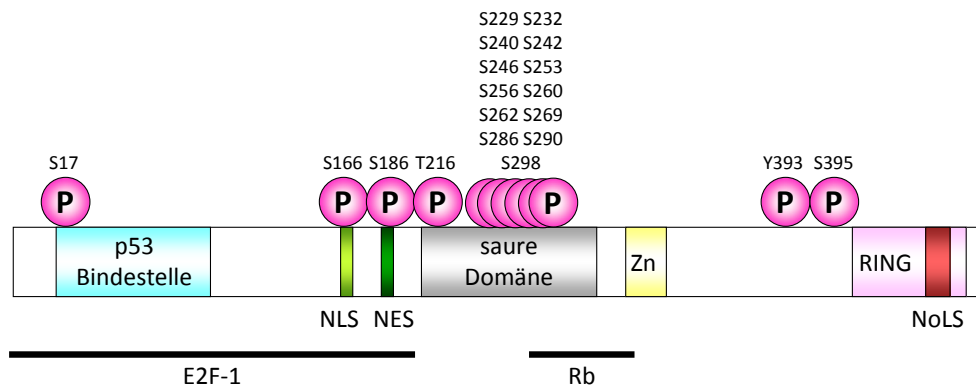 S229 S232
S240 S242
S246 S253
S256 S260
S262 S269
S286 S290
S17 S166 S186 T216 S298 Y393 S395
P P P P P P P
p53
Bindestelle
saure
Domäne
Zn
RING
NLS NES NoLS
E2F-1 Rb